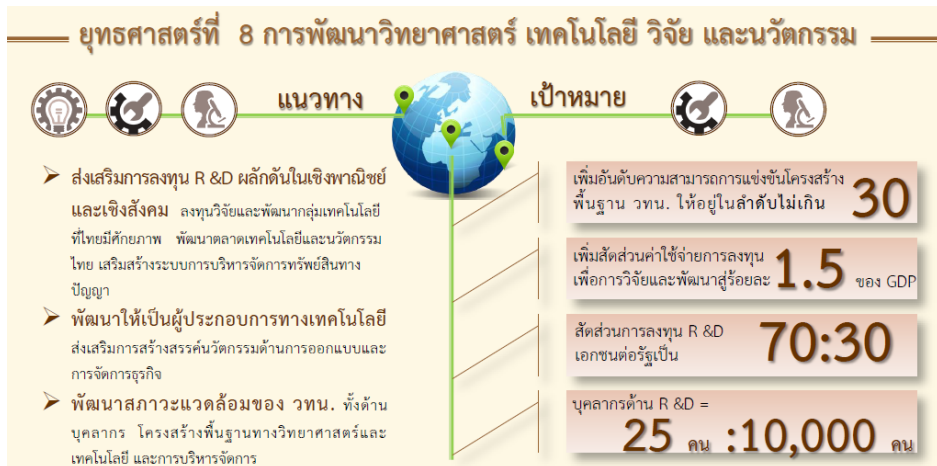 ยุทธศาสตร์ที่ 8 การพัฒนาวิทยาศาสตร์ เทคโนโลยี วิจัย และนวัตกรรม
แนวทาง
➤ ส่งเสริมการลงทุน R &D ผลักดันในเชิงพาณิชย์
และเชิงสังคม ลงทุนวิจัยและพัฒนากลุ่มเทคโนโลยี
ที่ไทยมีศักยภาพ พัฒนาตลาดเทคโนโลยีและนวัตกรรม
ไทย เสริมสร้างระบบการบริหารจัดการทรัพย์สินทาง
ปัญญา
➤ พัฒนาให้เป็นผู้ประกอบการทางเทคโนโลยี
ส่งเสริมการสร้างสรรค์นวัตกรรมด้านการออกแบบและ
การจัดการธุรกิจ
➤ พัฒนาสภาวะแวดล้อมของ วทน. ทั้งด้าน
บุคลากร โครงสร้างพื้นฐานทางวิทยาศาสตร์และ
เทคโนโลยี และการบริหารจัดการ
เป้าหมาย
เพิ่มอันดับความสามารถการแข่งขันโครงสร้าง
พื้นฐาน วทน. ให้อยู่ในลำดับไม่เกิน 30
เพิ่มสัดส่วนค่าใช้จ่ายการลงทุน
เพื่อการวิจัยและพัฒนาสู่ร้อยละ 1.5 ของ GDP
สัดส่วนการลงทุน R &D
เอกชนต่อรัฐเป็น 70:30
บุคลากรด้าน R &D =
25 คน :10,000 คน